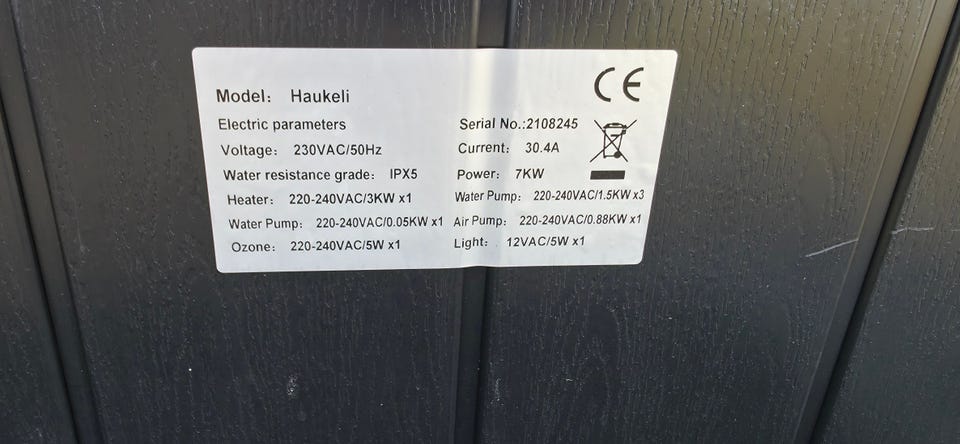 Model: Haukeli
CE
Electric parameters
Serial No.:2108245
Voltage: 230VAC/50Hz
Current: 30.4A
Water resistance grade: IPX5
Power: 7KW
Heater: 220-240VAC/3KW x1
Water Pump: 220-240VAC/1.5KW x3
Water Pump: 220-240VAC/0.05KW x1
Air Pump: 220-240VAC/0.88KW x1
Ozone: 220-240VAC/5W x1
Light: 12VAC/5W x1